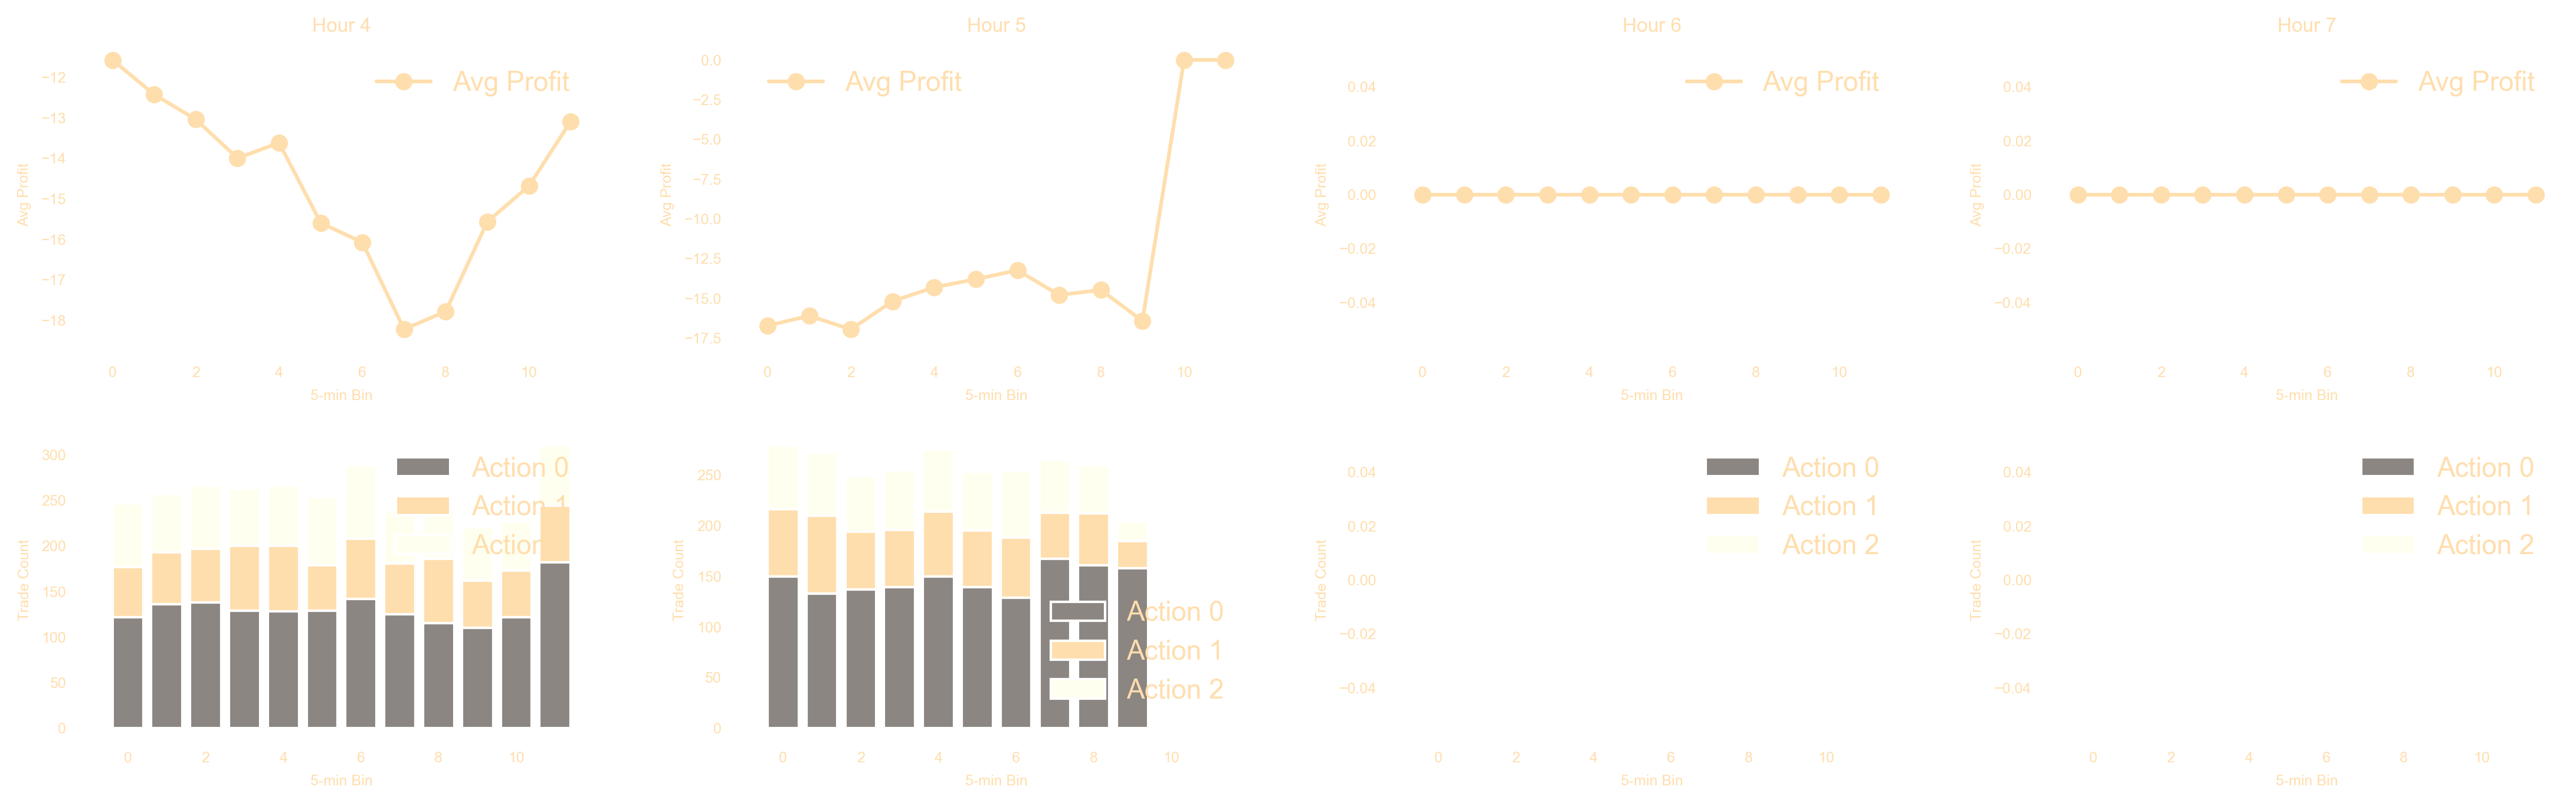 Hour 4
Avg Profit
−12
−13
−14
−15
−16
−17
−18
Avg Profit
0 2 4 6 8 10
5-min Bin
Hour 5
Avg Profit
0.0
−2.5
−5.0
−7.5
−10.0
−12.5
−15.0
−17.5
Avg Profit
0 2 4 6 8 10
5-min Bin
Hour 6
Avg Profit
0.04
0.02
0.00
−0.02
−0.04
Avg Profit
0 2 4 6 8 10
5-min Bin
Hour 7
Avg Profit
0.04
0.02
0.00
−0.02
−0.04
Avg Profit
0 2 4 6 8 10
5-min Bin
300
250
200
150
100
50
0
Trade Count
Action 0
Action 1
Action
0 2 4 6 8 10
5-min Bin
250
200
150
100
50
0
Trade Count
Action 0
Action 1
Action 2
0 2 4 6 8 10
5-min Bin
0.04
0.02
0.00
−0.02
−0.04
Trade Count
Action 0
Action 1
Action 2
0 2 4 6 8 10
5-min Bin
0.04
0.02
0.00
−0.02
−0.04
Trade Count
Action 0
Action 1
Action 2
0 2 4 6 8 10
5-min Bin